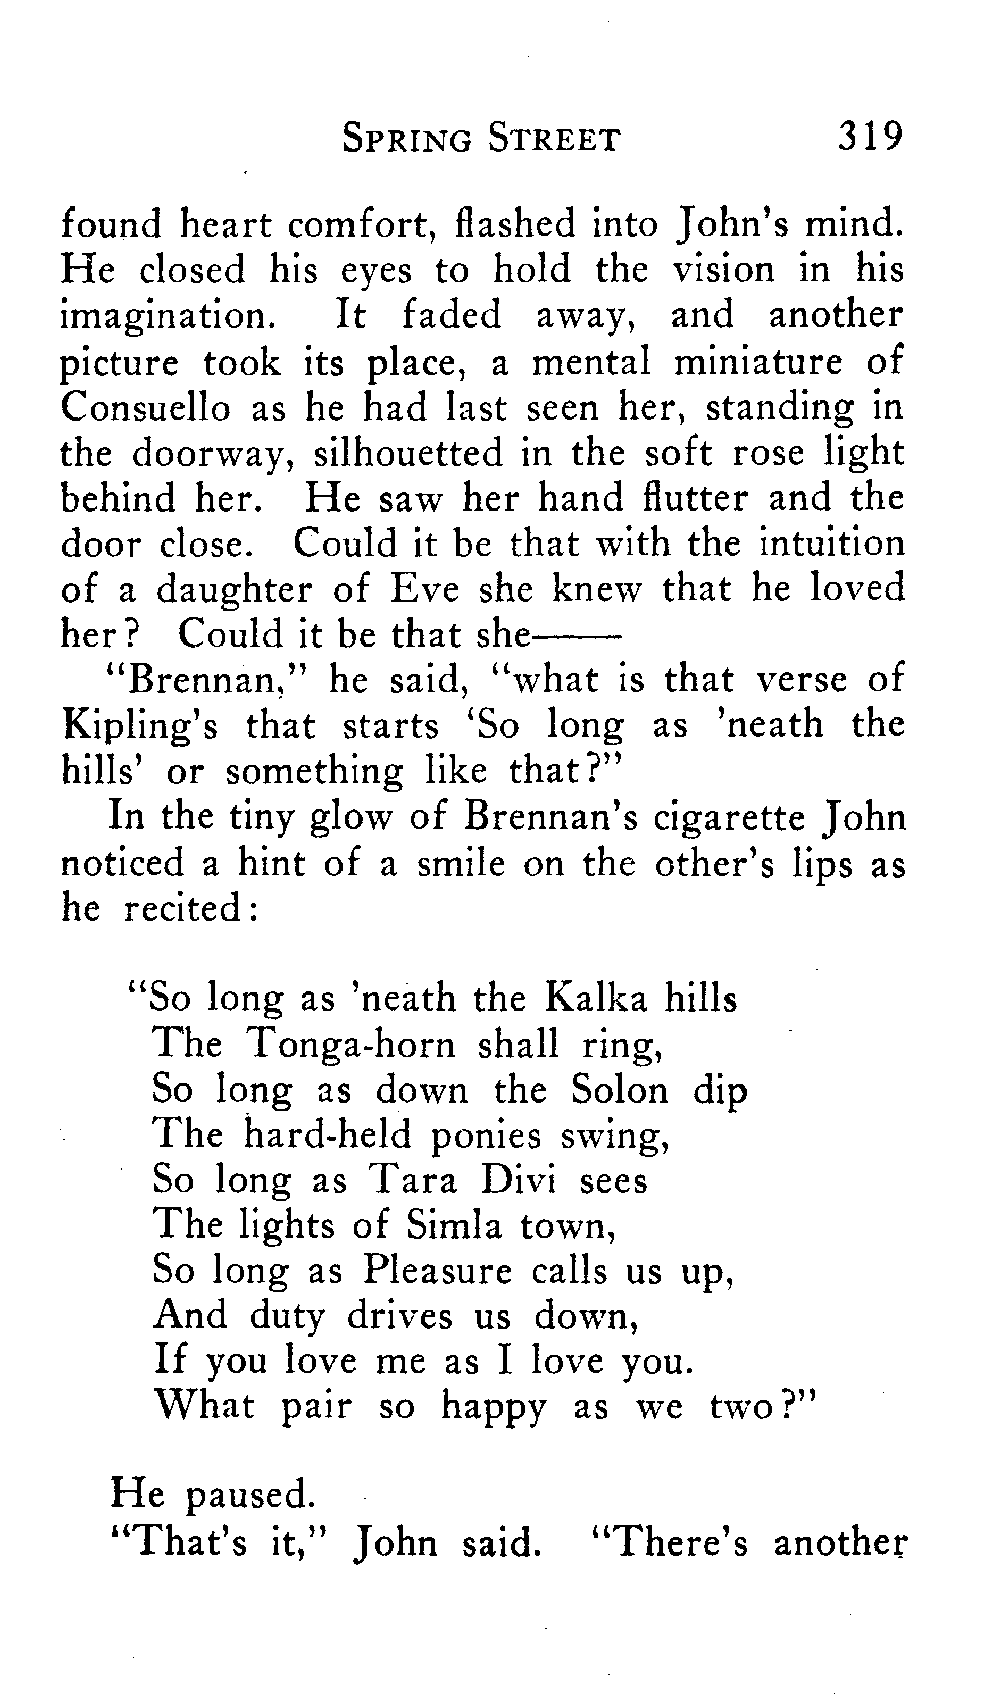 SPRING STREET 319
found heart comfort, flashed into John's mind.
He closed his eyes to hold the vision in his
imagination. It faded away, and another
picture took its place, a mental miniature of
Consuello as he had last seen her, standing in
the doorway, silhouetted in the soft rose light
behind her. He saw her hand flutter and the
door close. Could it be that with the intuition
of a daughter of Eve she knew that he loved
her? Could it be that she——
"Brennan," he said, "what is that verse of
Kipling's that starts 'So long as 'neath the
hills' or something like that?"
In the tiny glow of Brennan's cigarette John
noticed a hint of a smile on the other's lips as
he recited:
"So long as 'neath the Kalka hills
The Tonga-horn shall ring,
So long as down the Solon dip
The hard-held ponies swing,
So long as Tara Divi sees
The lights of Simla town,
So long as Pleasure calls us up,
And duty drives us down,
If you love me as I love you.
What pair so happy as we two?"
He paused.
"That's it," John said. "There's another